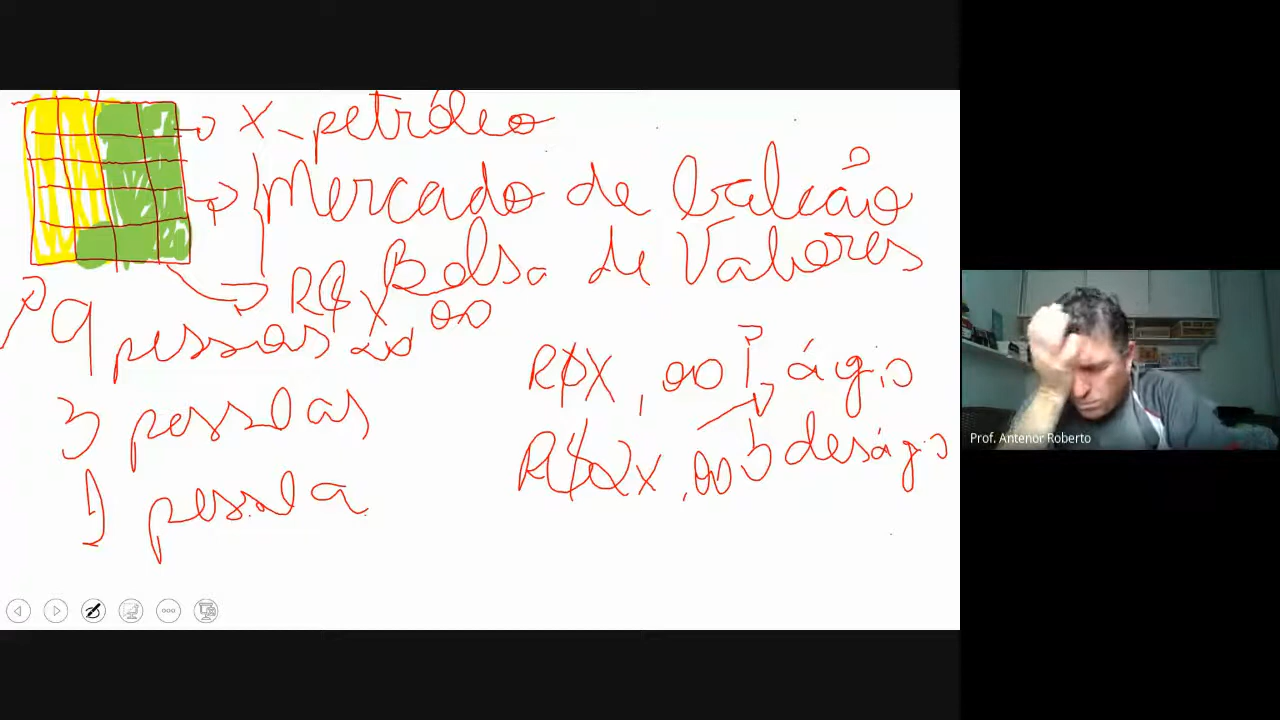 X - petróleo
Mercado de balcão
Bolsa de Valores
R$ X,00
9 pessoas
3 pessoas
1 pessoa
R$ X,00 ágio
R$ 2X,00 deságio
Prof. Antenor Roberto